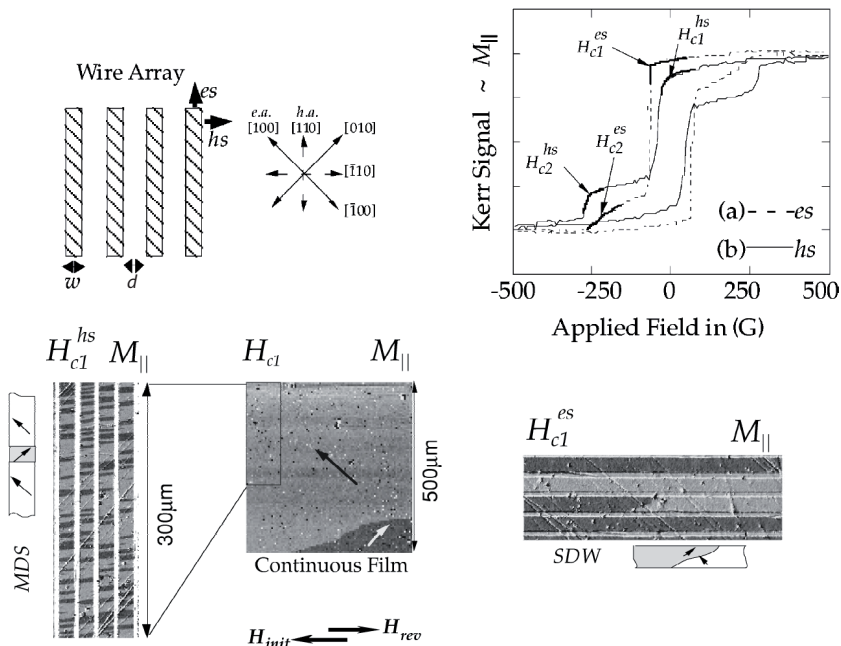 Wire Array
es
hs
w
d
e.a.
[100]
h.a.
[110]
[010]
[1̄10]
[1̄00]
Kerr Signal ~ M||
H_c1^es
H_c1^hs
H_c2^hs
H_c2^es
(a) - - - es
(b) —— hs
-500 -250 0 250 500
Applied Field in (G)
H_c1^hs M||
MDS
300µm
H_c1 M||
500µm
Continuous Film
H_init H_rev
H_c1^es M||
SDW